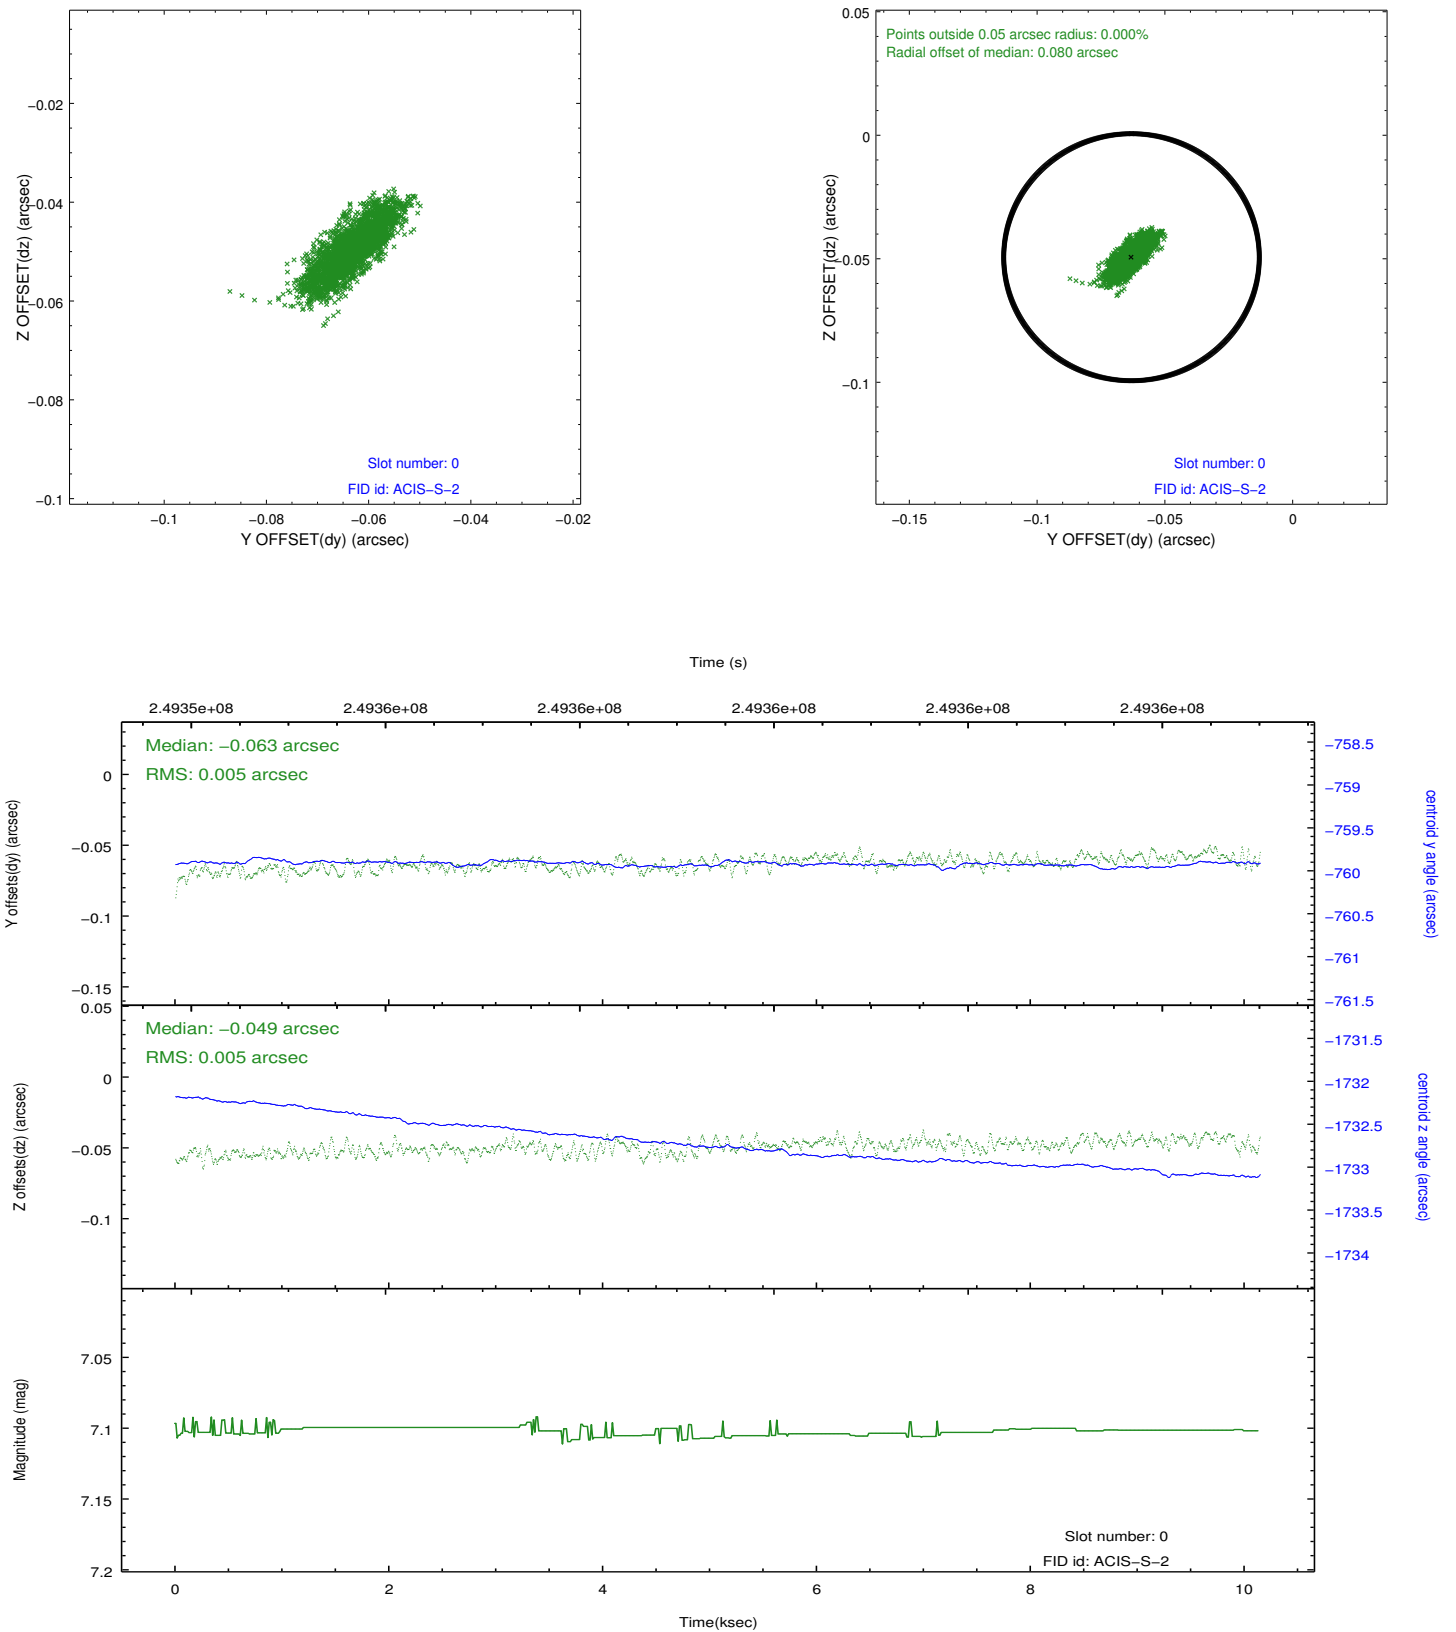 −0.02
−0.04
−0.06
−0.08
−0.1
Z OFFSET(dz) (arcsec)
Slot number: 0
FID id: ACIS−S−2
−0.1
−0.08
−0.06
−0.04
−0.02
Y OFFSET(dy) (arcsec)
0.05
0
−0.05
−0.1
Z OFFSET(dz) (arcsec)
Points outside 0.05 arcsec radius: 0.000%
Radial offset of median: 0.080 arcsec
Slot number: 0
FID id: ACIS−S−2
−0.15
−0.1
−0.05
0
Y OFFSET(dy) (arcsec)
Time (s)
2.4935e+08
2.4936e+08
2.4936e+08
2.4936e+08
2.4936e+08
2.4936e+08
Median: −0.063 arcsec
RMS: 0.005 arcsec
0
−0.05
−0.1
−0.15
Y offsets(dy) (arcsec)
−758.5
−759
−759.5
−760
−760.5
−761
−761.5
centroid y angle (arcsec)
Median: −0.049 arcsec
RMS: 0.005 arcsec
0.05
0
−0.05
−0.1
Z offsets(dz) (arcsec)
−1731.5
−1732
−1732.5
−1733
−1733.5
−1734
centroid z angle (arcsec)
7.05
7.1
7.15
7.2
Magnitude (mag)
Slot number: 0
FID id: ACIS−S−2
0
2
4
6
8
10
Time(ksec)